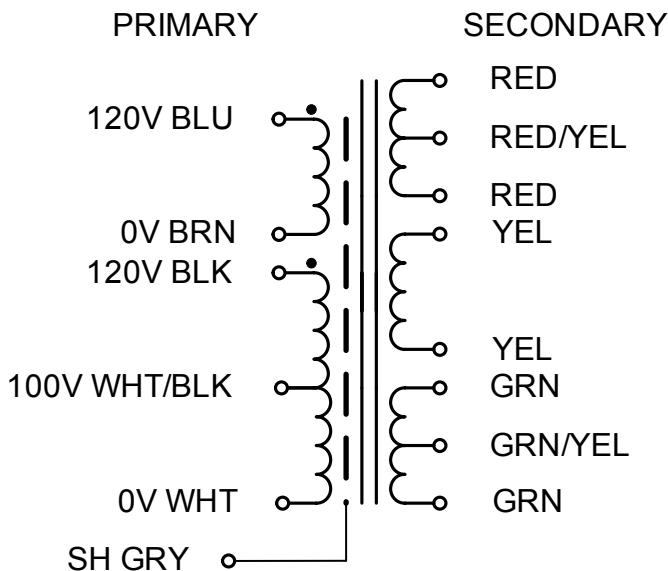 PRIMARY
SECONDARY
120V BLU
0V BRN
120V BLK
100V WHT/BLK
0V WHT
SH GRY
RED
RED/YEL
RED
YEL
YEL
GRN
GRN/YEL
GRN